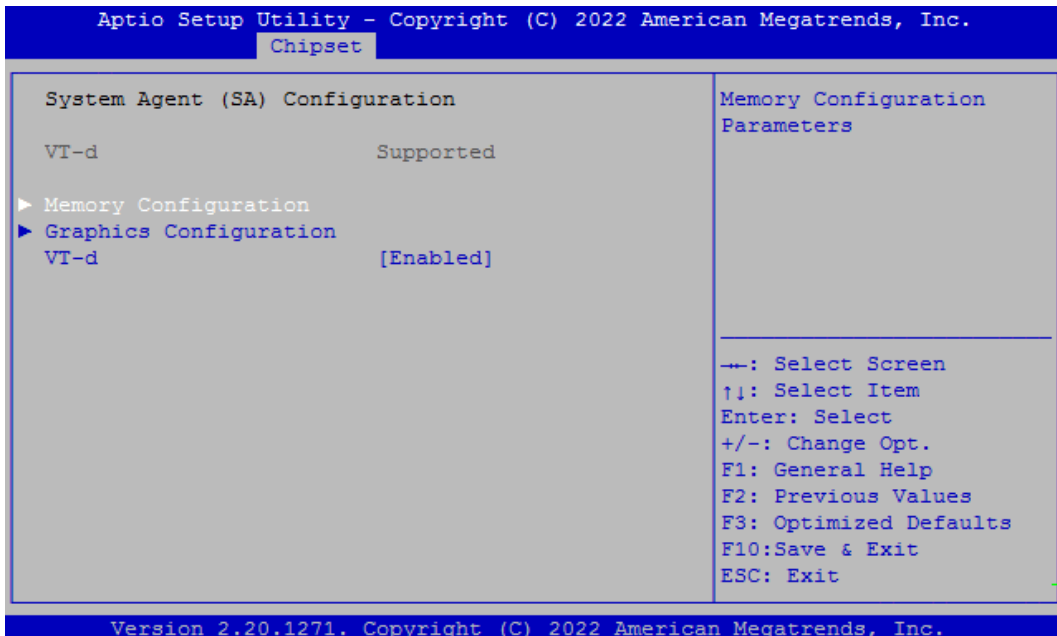 Aptio Setup Utility – Copyright (C) 2022 American Megatrends, Inc.
Chipset
System Agent (SA) Configuration
VT-d Supported
► Memory Configuration
► Graphics Configuration
VT-d [Enabled]
Memory Configuration
Parameters
→←: Select Screen
↑↓: Select Item
Enter: Select
+/-: Change Opt.
F1: General Help
F2: Previous Values
F3: Optimized Defaults
F10:Save & Exit
ESC: Exit
Version 2.20.1271. Copyright (C) 2022 American Megatrends, Inc.